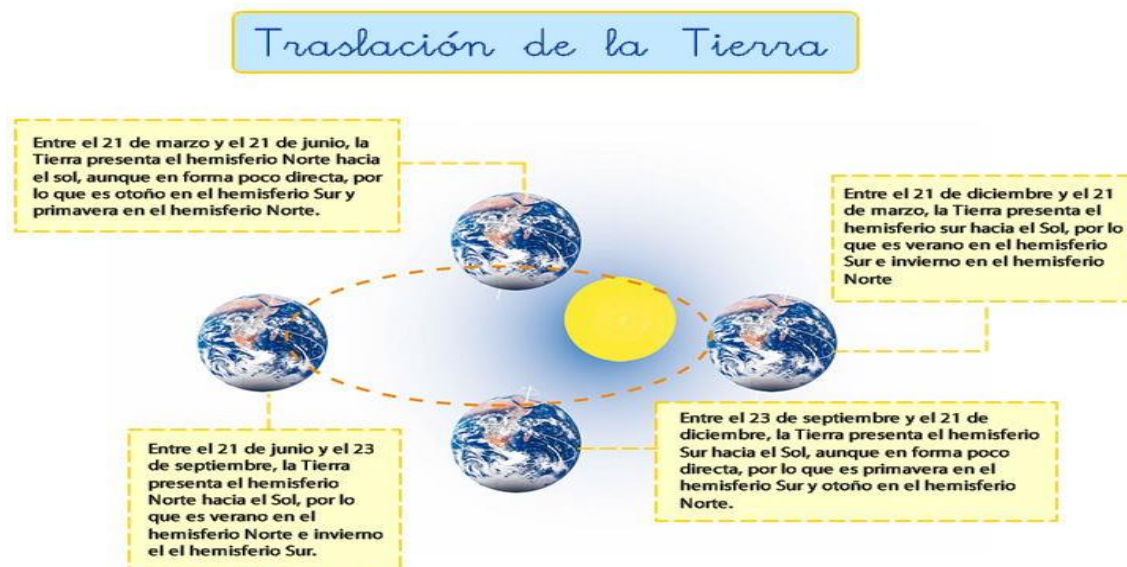 Traslación de la Tierra
Entre el 21 de marzo y el 21 de junio, la
Tierra presenta el hemisferio Norte hacia
el sol, aunque en forma poco directa, por
lo que es otoño en el hemisferio Sur y
primavera en el hemisferio Norte.
Entre el 21 de diciembre y el 21
de marzo, la Tierra presenta el
hemisferio sur hacia el Sol, por lo
que es verano en el hemisferio
Sur e invierno en el hemisferio
Norte
Entre el 21 de junio y el 23
de septiembre, la Tierra
presenta el hemisferio
Norte hacia el Sol, por lo
que es verano en el
hemisferio Norte e invierno
el el hemisferio Sur.
Entre el 23 de septiembre y el 21 de
diciembre, la Tierra presenta el hemisferio
Sur hacia el Sol, aunque en forma poco
directa, por lo que es primavera en el
hemisferio Sur y otoño en el hemisferio
Norte.